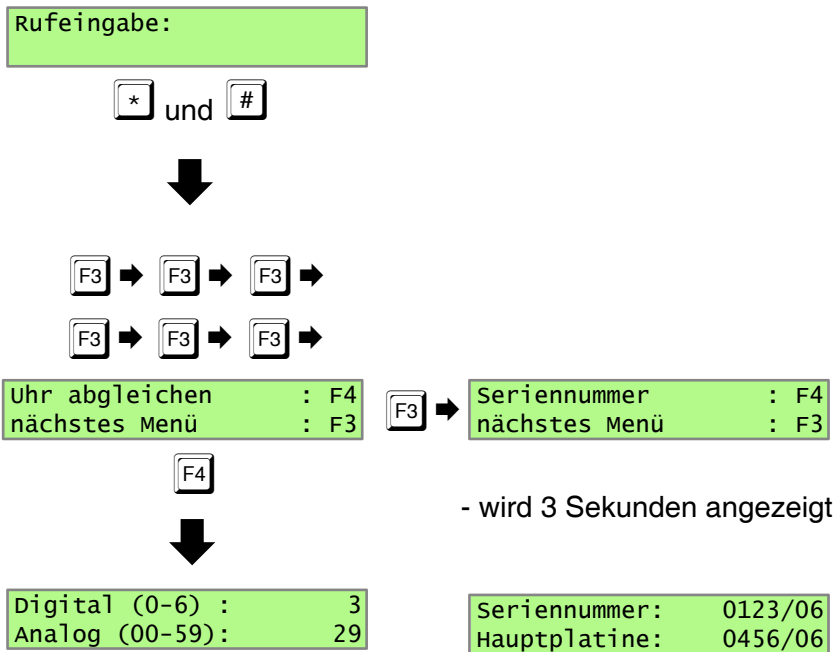 Rufeingabe:
* und #
F3 F3 F3
F3 F3 F3
Uhr abgleichen : F4
nächstes Menü : F3
F3
Seriennummer : F4
nächstes Menü : F3
F4
- wird 3 Sekunden angezeigt
Digital (0-6) : 3
Analog (00-59): 29
Seriennummer: 0123/06
Hauptplatine: 0456/06